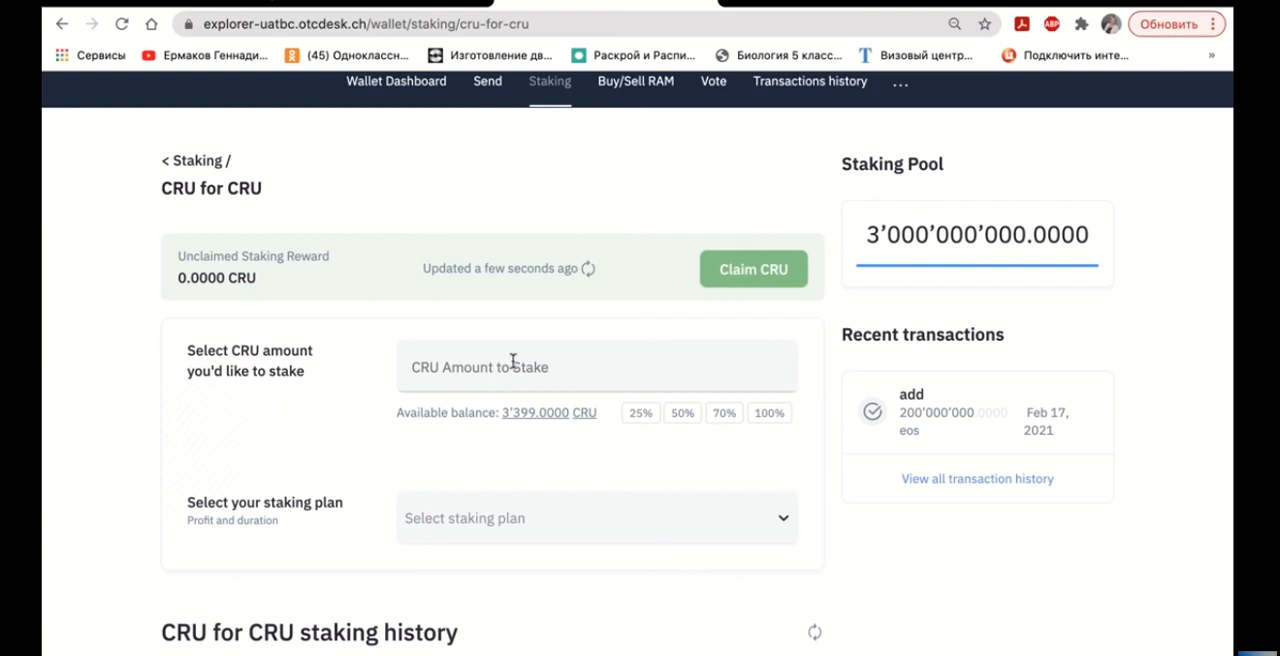 explorer-uatbc.otcdesk.ch/wallet/staking/cru-for-cru
ABP
Обновить
Сервисы
Ермаков Геннади...
(45) Одноклассн...
Изготовление дв...
Раскрой и Распи...
Биология 5 класс...
Визовый центр...
Подключить инте...
»
Wallet Dashboard
Send
Staking
Buy/Sell RAM
Vote
Transactions history
...
< Staking /
CRU for CRU
Unclaimed Staking Reward
0.0000 CRU
Updated a few seconds ago
Claim CRU
Select CRU amount
you'd like to stake
CRU Amount to Stake
Available balance: 3’399.0000 CRU
25%
50%
70%
100%
Select your staking plan
Profit and duration
Select staking plan
CRU for CRU staking history
Staking Pool
3’000’000’000.0000
Recent transactions
add
200’000’000.0000
eos
Feb 17,
2021
View all transaction history